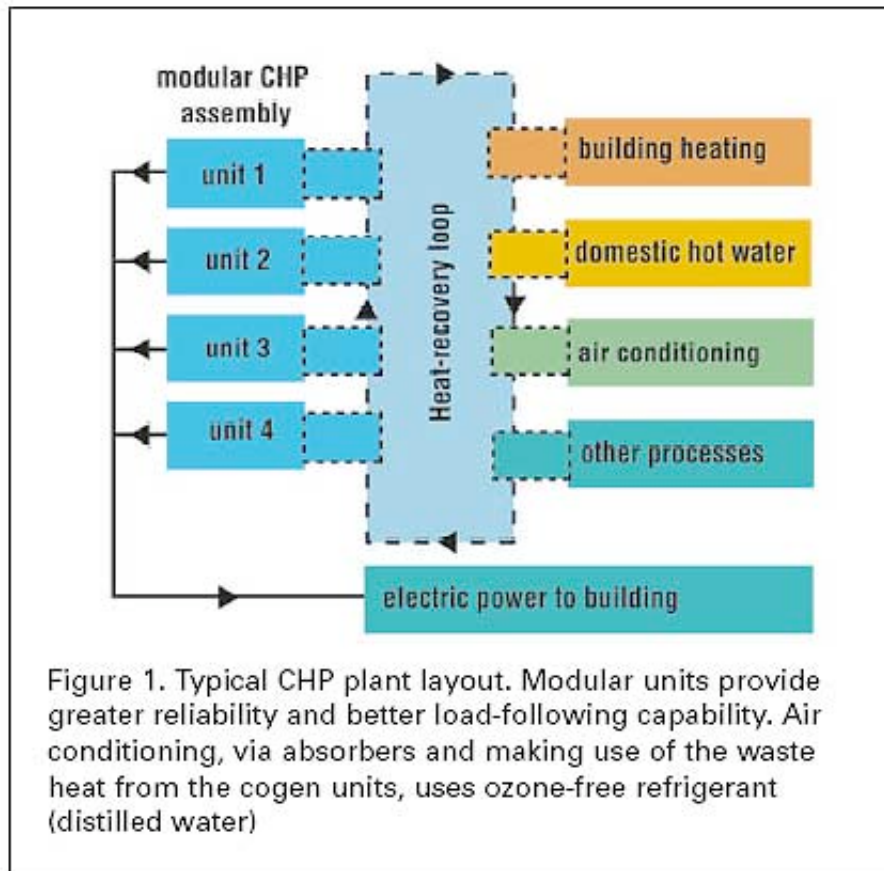 modular CHP
assembly
unit 1
unit 2
unit 3
unit 4
Heat-recovery loop
building heating
domestic hot water
air conditioning
other processes
electric power to building
Figure 1. Typical CHP plant layout. Modular units provide
greater reliability and better load-following capability. Air
conditioning, via absorbers and making use of the waste
heat from the cogen units, uses ozone-free refrigerant
(distilled water)